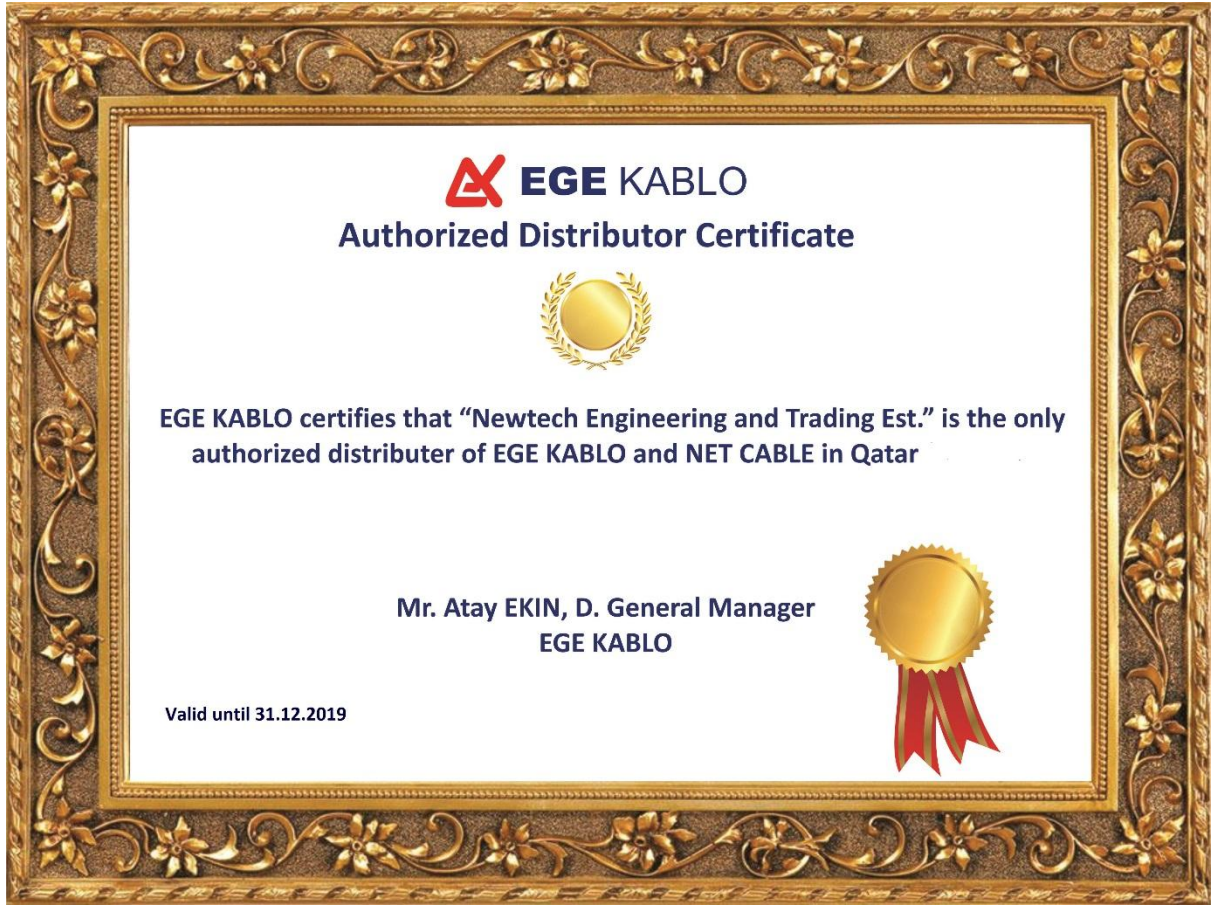 EGE KABLO
Authorized Distributor Certificate
EGE KABLO certifies that “Newtech Engineering and Trading Est.” is the only
authorized distributer of EGE KABLO and NET CABLE in Qatar
Mr. Atay EKIN, D. General Manager
EGE KABLO
Valid until 31.12.2019